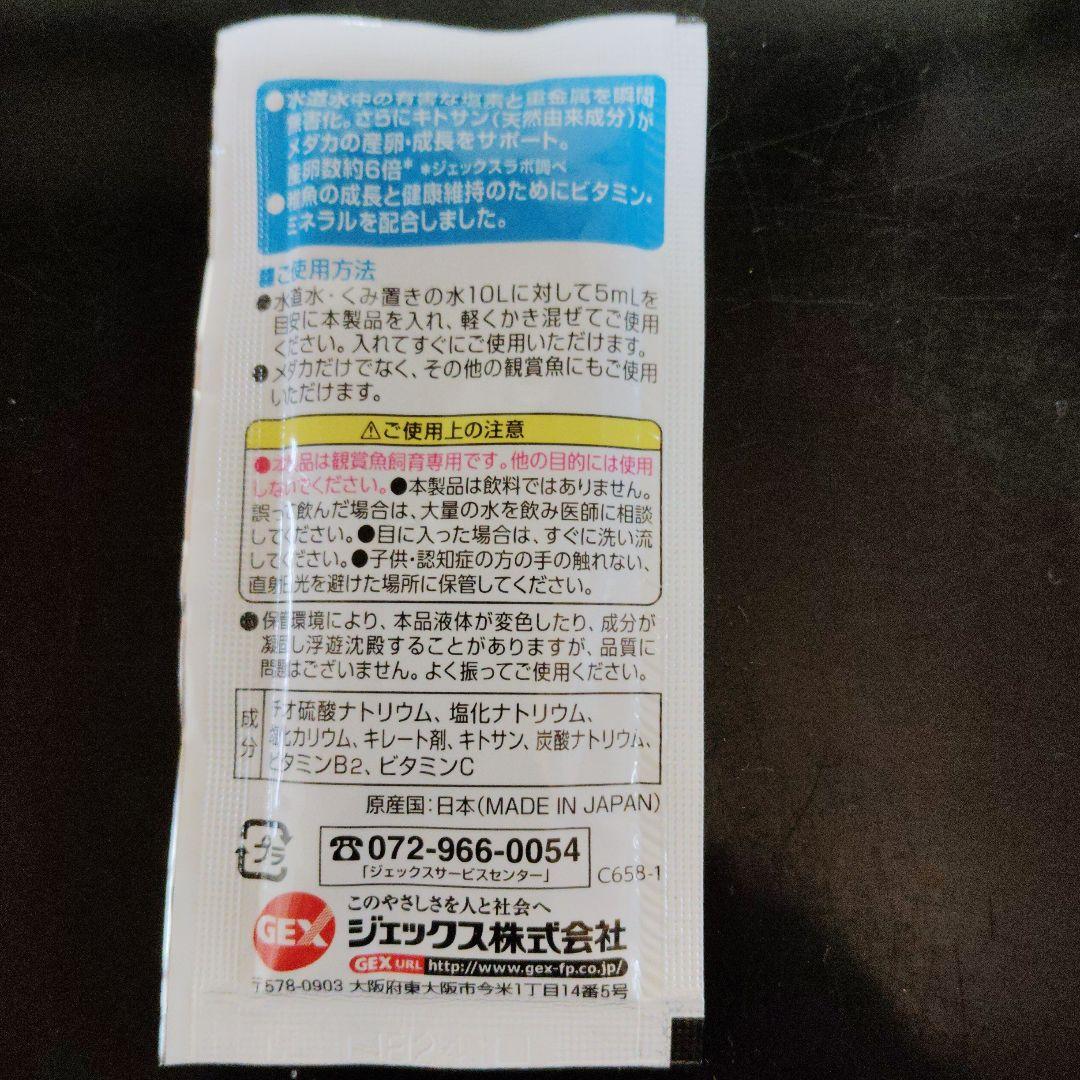 ●水道水中の有害な塩素と重金属を瞬間
無害化。さらにキトサン(天然由来成分)が
メダカの産卵・成長をサポート。
産卵数約6倍* *ジェックスラボ調べ
●稚魚の成長と健康維持のためにビタミン・
ミネラルを配合しました。
■ご使用方法
●水道水・くみ置きの水10Lに対して5mLを
目安に本製品を入れ、軽くかき混ぜてご使用
ください。入れてすぐにご使用いただけます。
●メダカだけでなく、その他の観賞魚にもご使用
いただけます。
⚠ご使用上の注意
●本製品は観賞魚飼育専用です。他の目的には使用
しないでください。●本製品は飲料ではありません。
誤って飲んだ場合は、大量の水を飲み医師に相談
してください。●目に入った場合は、すぐに洗い流
してください。●子供・認知症の方の手の触れない、
直射日光を避けた場所に保管してください。
●保管環境により、本品液体が変色したり、成分が
凝固し浮遊沈殿することがありますが、品質に
問題はございません。よく振ってご使用ください。
成分
チオ硫酸ナトリウム、塩化ナトリウム、
塩化カリウム、キレート剤、キトサン、炭酸ナトリウム、
ビタミンB2、ビタミンC
原産国:日本(MADE IN JAPAN)
プラ
☎072-966-0054
「ジェックスサービスセンター」
C658-1
このやさしさを人と社会へ
GEX
ジェックス株式会社
GEX URL http://www.gex-fp.co.jp/
〒578-0903 大阪府東大阪市今米1丁目14番5号